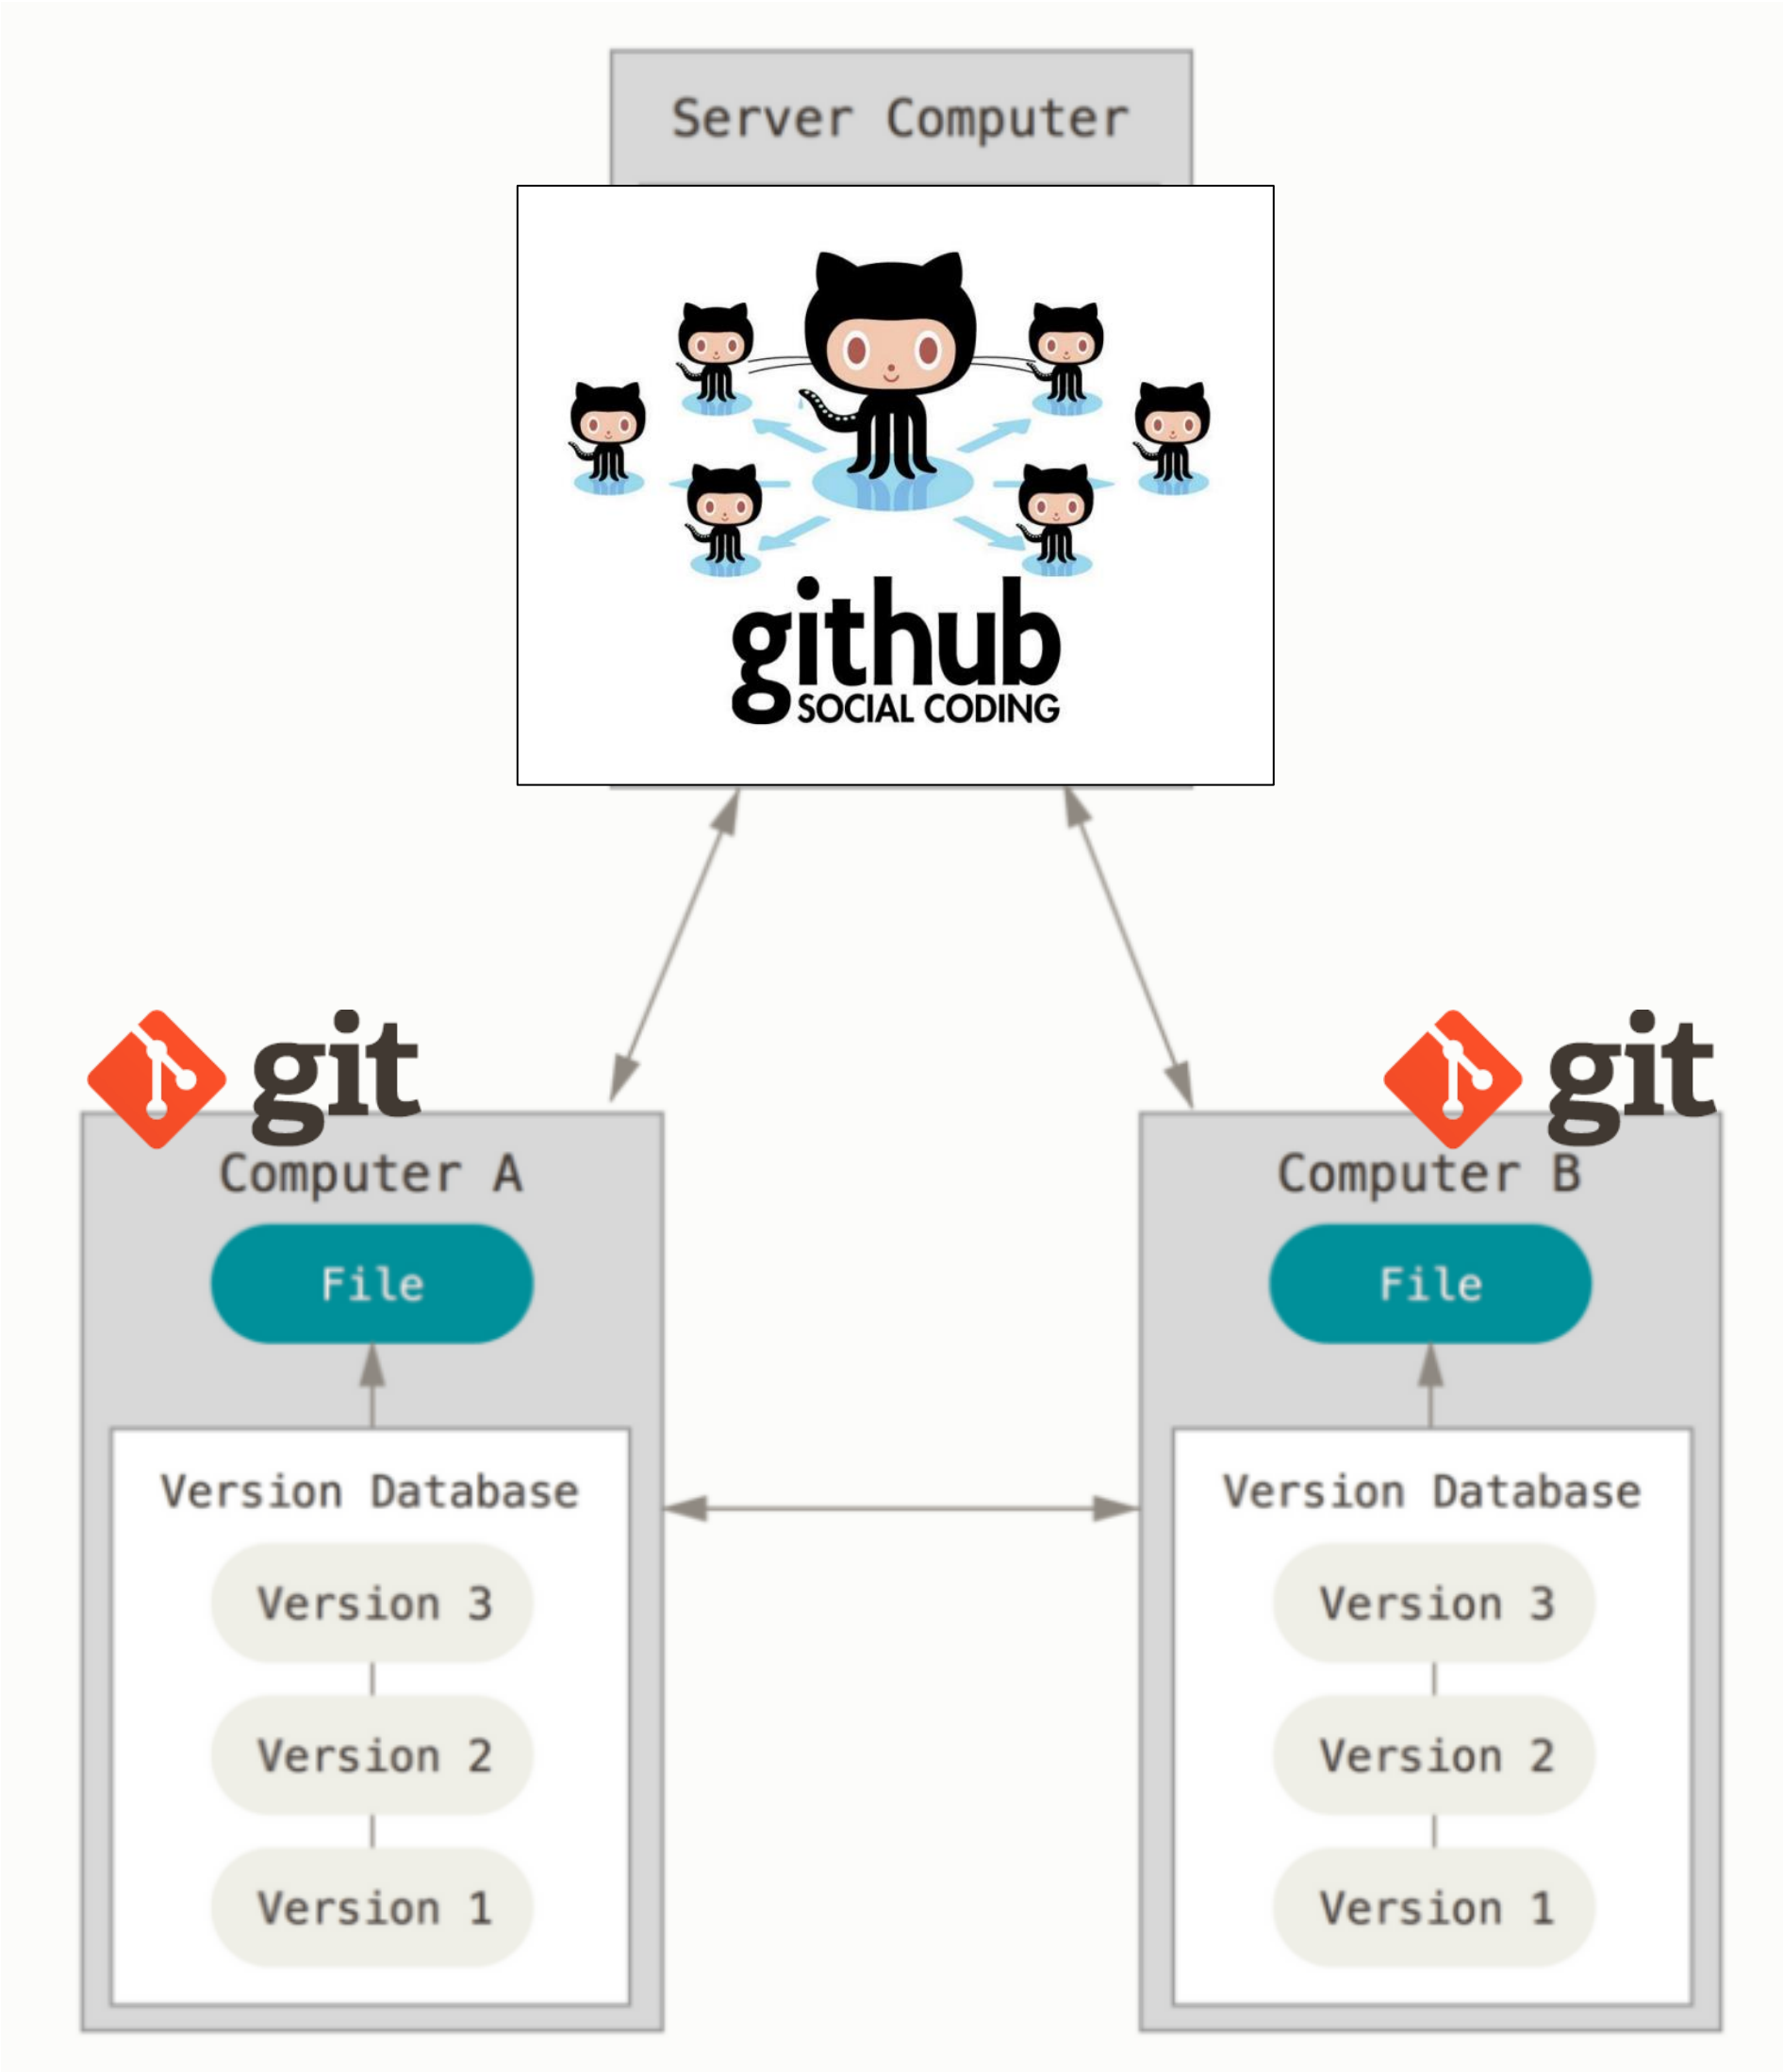 Server Computer
github
SOCIAL CODING
git
git
Computer A
Computer B
File
File
Version Database
Version Database
Version 3
Version 3
Version 2
Version 2
Version 1
Version 1